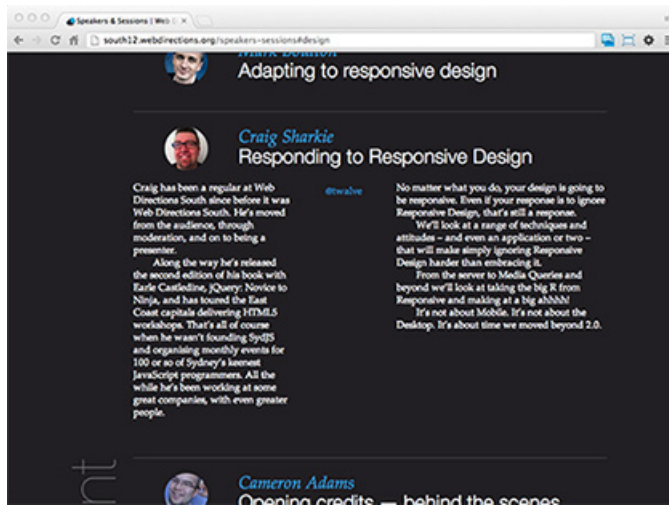 Speakers & Sessions | Web D
south12.webdirections.org/speakers-sessions#design
Mark Boulton
Adapting to responsive design
Craig Sharkie
Responding to Responsive Design
Craig has been a regular at Web
Directions South since before it was
Web Directions South. He's moved
from the audience, through
moderation, and on to being a
presenter.
Along the way he's released
the second edition of his book with
Earle Castledine, jQuery: Novice to
Ninja, and has toured the East
Coast capitals delivering HTML5
workshops. That's all of course
when he wasn't founding SydJS
and organising monthly events for
100 or so of Sydney's keenest
JavaScript programmers. All the
while he's been working at some
great companies, with even greater
people.
@twalve
No matter what you do, your design is going to
be responsive. Even if your response is to ignore
Responsive Design, that's still a response.
We'll look at a range of techniques and
attitudes – and even an application or two –
that will make simply ignoring Responsive
Design harder than embracing it.
From the server to Media Queries and
beyond we'll look at taking the big R from
Responsive and making at a big ahhhh!
It's not about Mobile. It's not about the
Desktop. It's about time we moved beyond 2.0.
nt
Cameron Adams
Opening credits — behind the scenes